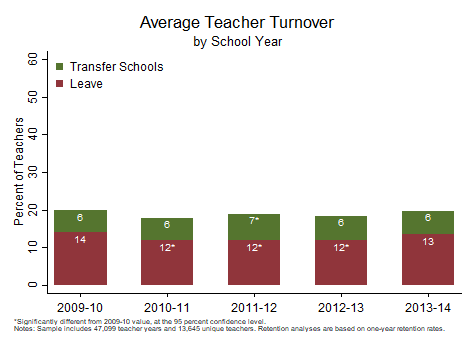 Average Teacher Turnover
by School Year
Transfer Schools
Leave
Percent of Teachers
60
50
40
30
20
10
0
6 6 7* 6 6
14 12* 12* 12* 13
2009-10 2010-11 2011-12 2012-13 2013-14
*Significantly different from 2009-10 value, at the 95 percent confidence level.
Notes: Sample includes 47,099 teacher years and 13,645 unique teachers. Retention analyses are based on one-year retention rates.